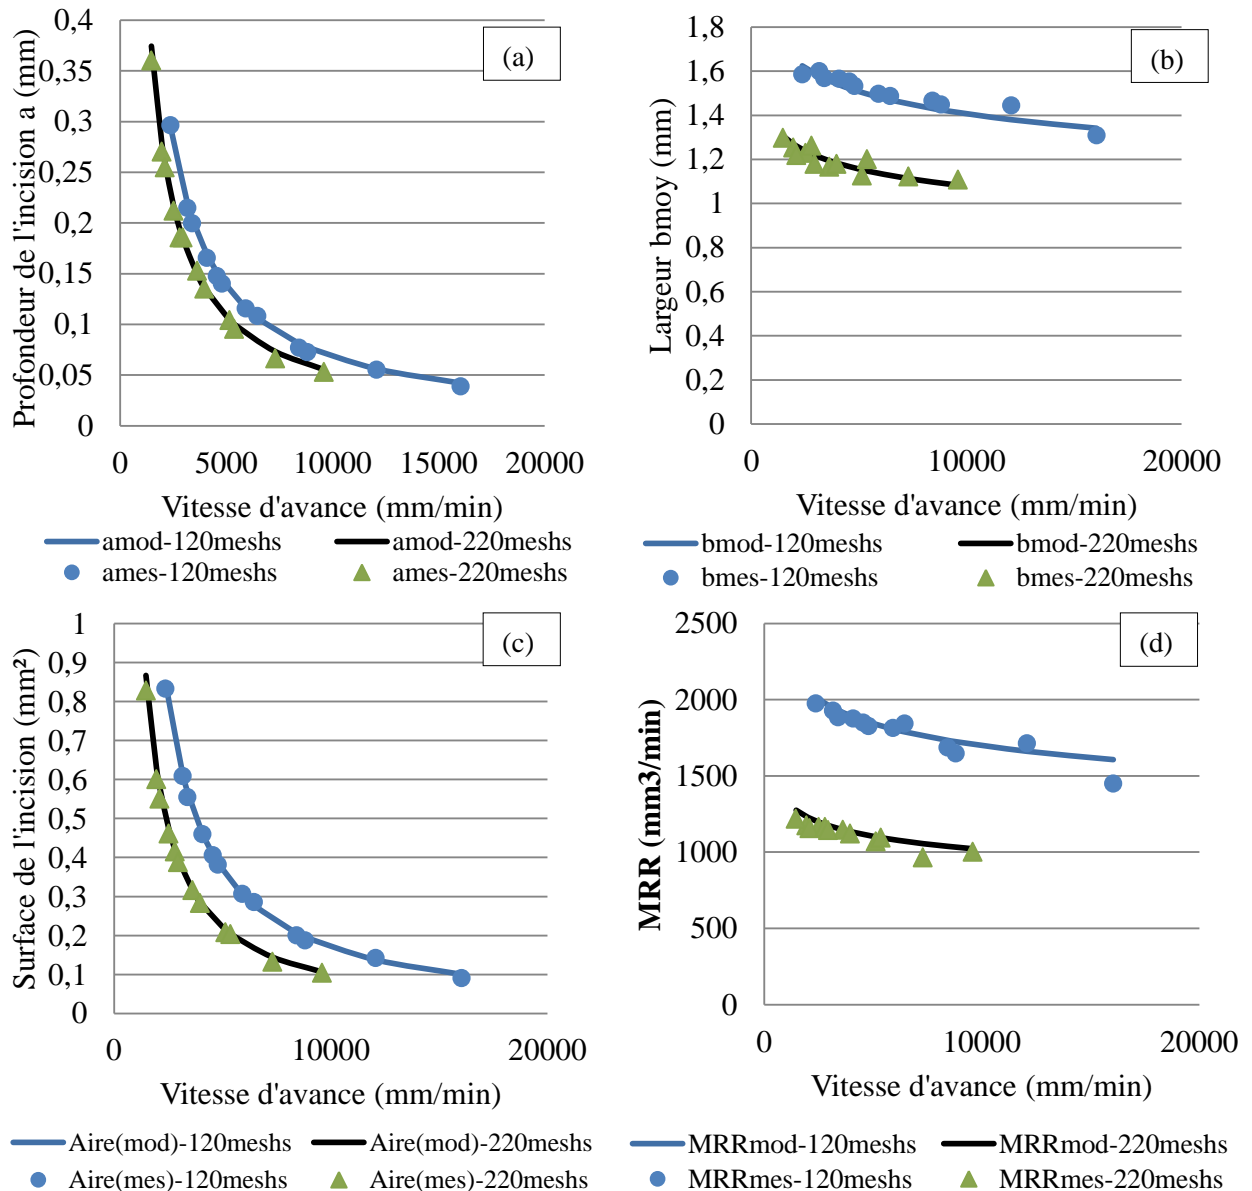 0,4
0,35
0,3
0,25
0,2
0,15
0,1
0,05
0
Profondeur de l'incision a (mm)
(a)
0 5000 10000 15000 20000
Vitesse d'avance (mm/min)
amod-120meshs amod-220meshs
ames-120meshs ames-220meshs
1,8
1,6
1,4
1,2
1
0,8
0,6
0,4
0,2
0
Largeur bmoy (mm)
(b)
0 10000 20000
Vitesse d'avance (mm/min)
bmod-120meshs bmod-220meshs
bmes-120meshs bmes-220meshs
1
0,9
0,8
0,7
0,6
0,5
0,4
0,3
0,2
0,1
0
Surface de l'incision (mm²)
(c)
0 10000 20000
Vitesse d'avance (mm/min)
Aire(mod)-120meshs Aire(mod)-220meshs
Aire(mes)-120meshs Aire(mes)-220meshs
2500
2000
1500
1000
500
0
MRR (mm3/min)
(d)
0 10000 20000
Vitesse d'avance (mm/min)
MRRmod-120meshs MRRmod-220meshs
MRRmes-120meshs MRRmes-220meshs